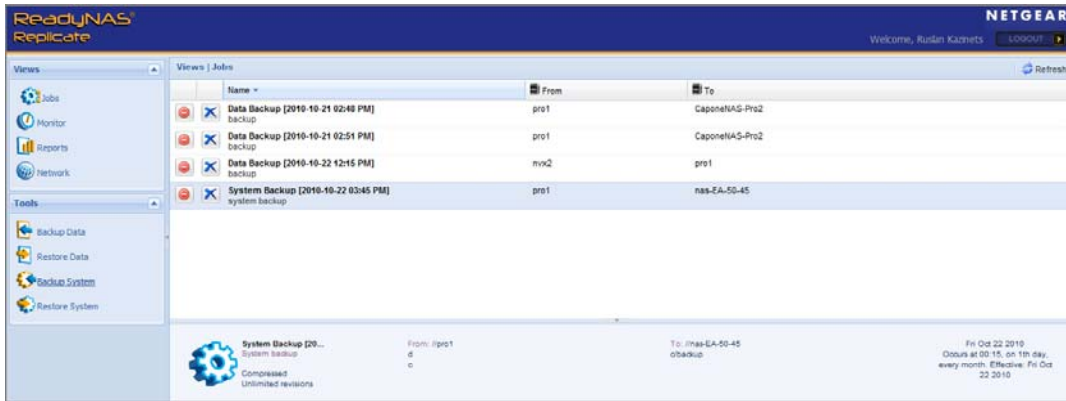 ReadyNAS®
Replicate
NETGEAR
Welcome, Ruslan Kaznets
LOGOUT
Views
Jobs
Monitor
Reports
Network
Tools
Backup Data
Restore Data
Backup System
Restore System
Views | Jobs
Refresh
Name From To
Data Backup [2010-10-21 02:48 PM] pro1 CaponeNAS-Pro2
backup
Data Backup [2010-10-21 02:51 PM] pro1 CaponeNAS-Pro2
backup
Data Backup [2010-10-22 12:15 PM] nvx2 pro1
backup
System Backup [2010-10-22 03:45 PM] pro1 nas-EA-50-45
system backup
System Backup [20...
System backup
Compressed
Unlimited revisions
From: //pro1
d
c
To: //nas-EA-50-45
c/backup
Fri Oct 22 2010
Occurs at 00:15, on 1th day,
every month. Effective: Fri Oct
22 2010